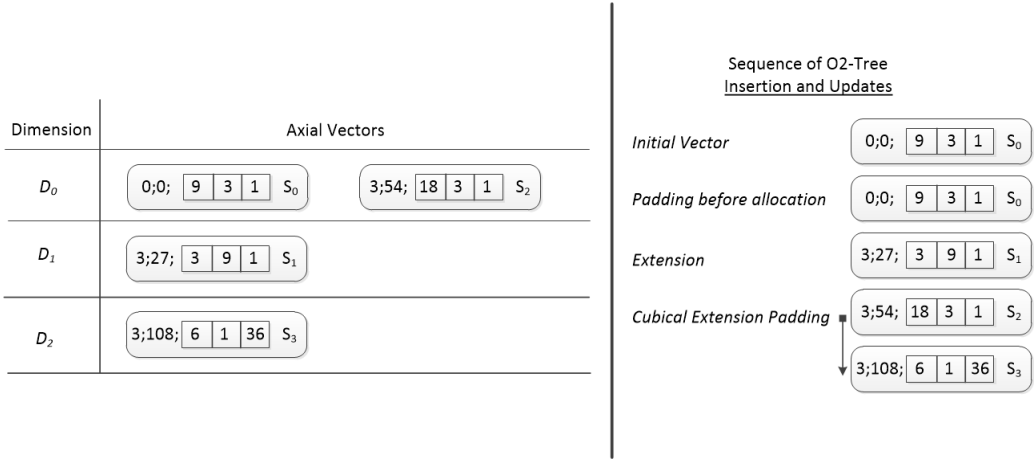 Dimension Axial Vectors
D0 0;0; 9 3 1 S0 3;54; 18 3 1 S2
D1 3;27; 3 9 1 S1
D2 3;108; 6 1 36 S3
Sequence of O2-Tree
Insertion and Updates
Initial Vector 0;0; 9 3 1 S0
Padding before allocation 0;0; 9 3 1 S0
Extension 3;27; 3 9 1 S1
Cubical Extension Padding 3;54; 18 3 1 S2
3;108; 6 1 36 S3